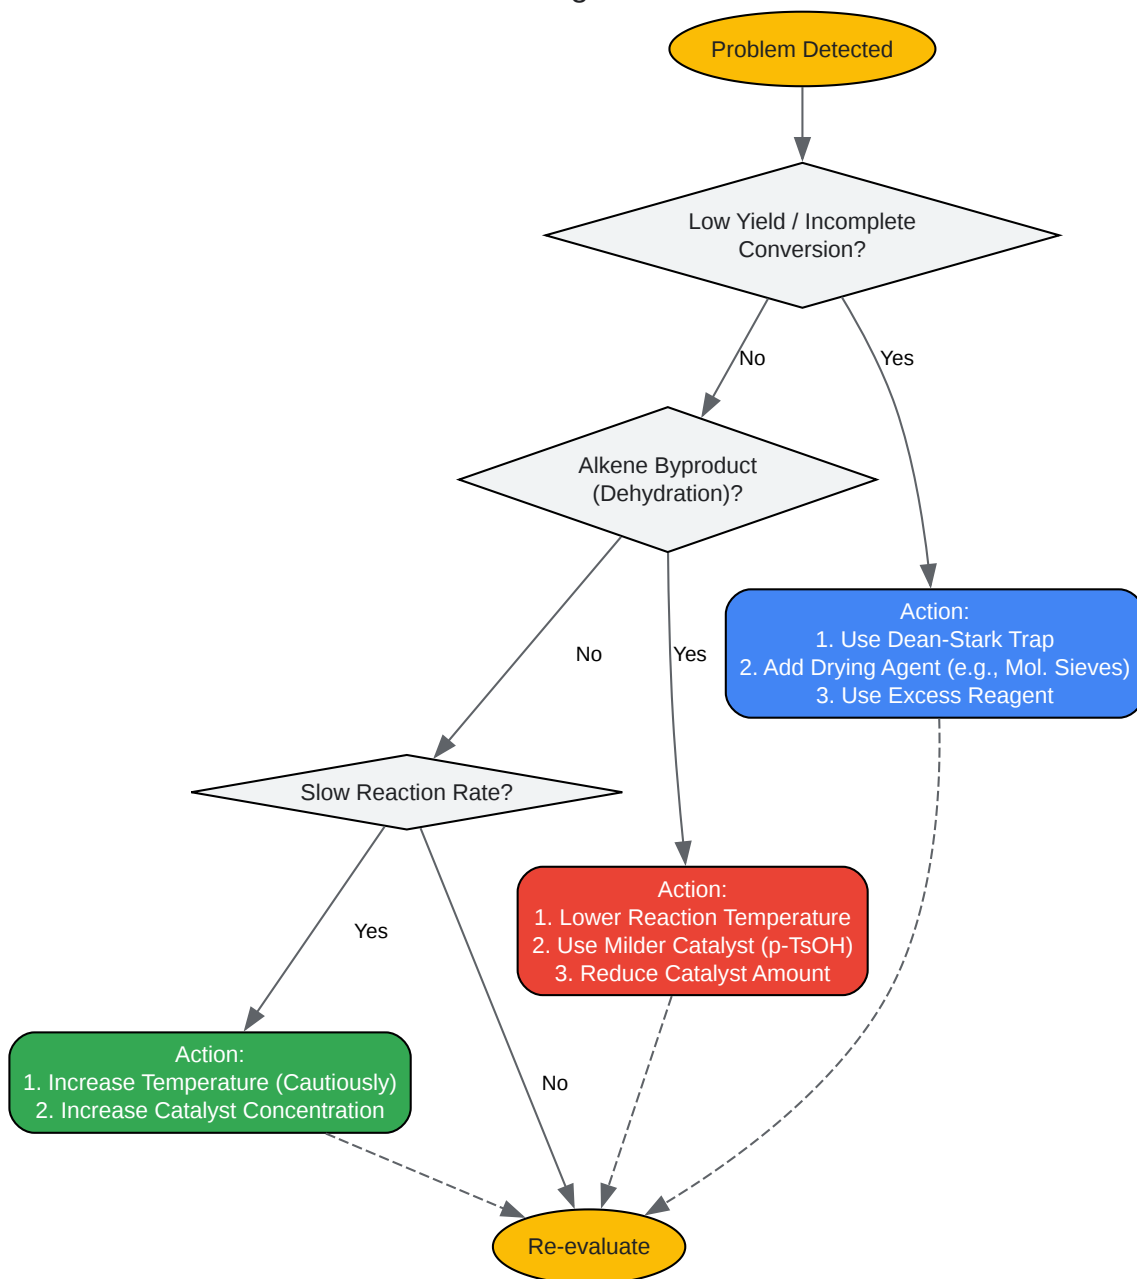 Problem Detected
Low Yield / Incomplete
Conversion?
No
Yes
Alkene Byproduct
(Dehydration)?
Action:
1. Use Dean-Stark Trap
2. Add Drying Agent (e.g., Mol. Sieves)
3. Use Excess Reagent
No
Yes
Slow Reaction Rate?
Action:
1. Lower Reaction Temperature
2. Use Milder Catalyst (p-TsOH)
3. Reduce Catalyst Amount
Yes
No
Action:
1. Increase Temperature (Cautiously)
2. Increase Catalyst Concentration
Re-evaluate